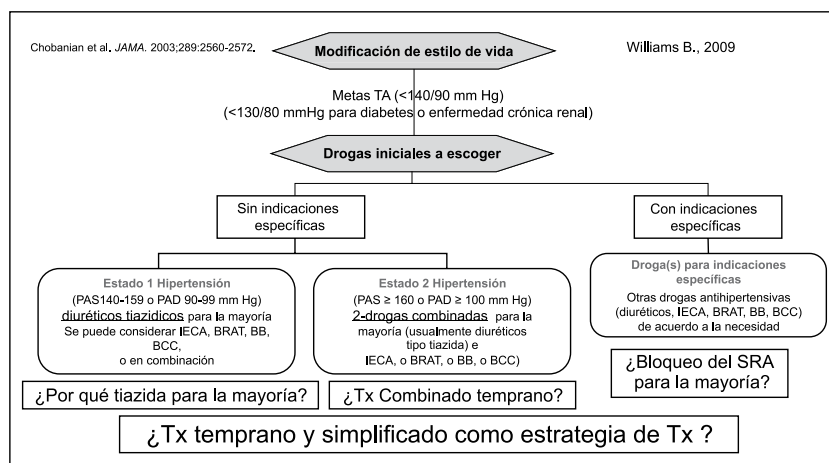 Chobanian et al. JAMA. 2003;289:2560-2572.
Modificación de estilo de vida
Williams B., 2009
Metas TA (<140/90 mm Hg)
(<130/80 mmHg para diabetes o enfermedad crónica renal)
Drogas iniciales a escoger
Sin indicaciones
específicas
Con indicaciones
específicas
Estado 1 Hipertensión
(PAS140-159 o PAD 90-99 mm Hg)
diuréticos tiazidicos para la mayoría
Se puede considerar IECA, BRAT, BB,
BCC,
o en combinación
Estado 2 Hipertensión
(PAS ≥ 160 o PAD ≥ 100 mm Hg)
2-drogas combinadas para la
mayoría (usualmente diuréticos
tipo tiazida) e
IECA, o BRAT, o BB, o BCC)
Droga(s) para indicaciones
específicas
Otras drogas antihipertensivas
(diuréticos, IECA, BRAT, BB, BCC)
de acuerdo a la necesidad
¿Por qué tiazida para la mayoría?
¿Tx Combinado temprano?
¿Bloqueo del SRA
para la mayoría?
¿Tx temprano y simplificado como estrategia de Tx ?